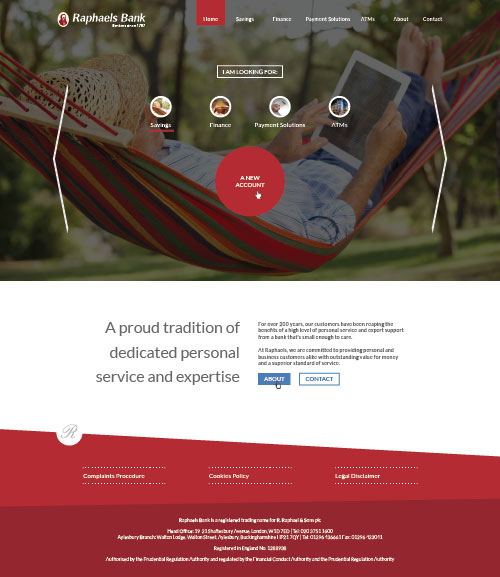 Raphaels Bank
Bankers since 1787
Home Savings Finance Payment Solutions ATMs About Contact
I AM LOOKING FOR:
Savings Finance Payment Solutions ATMs
A NEW
ACCOUNT
A proud tradition of
dedicated personal
service and expertise
For over 200 years, our customers have been reaping the
benefits of a high level of personal service and expert support
from a bank that's small enough to care.
At Raphaels, we are committed to providing personal and
business customers alike with outstanding value for money
and a superior standard of service.
ABOUT CONTACT
R
Complaints Procedure Cookies Policy Legal Disclaimer
Raphaels Bank is a registered trading name for R. Raphael & Sons plc
Head Office: 19-21 Shaftesbury Avenue, London, W1D 7ED | Tel: 020 3751 1600
Aylesbury Branch: Walton Lodge, Walton Street, Aylesbury, Buckinghamshire HP21 7QY | Tel: 01296 Fax: 01296
Registered in England No. 1288938
Authorised by the Prudential Regulation Authority and regulated by the Financial Conduct Authority and the Prudential Regulation Authority